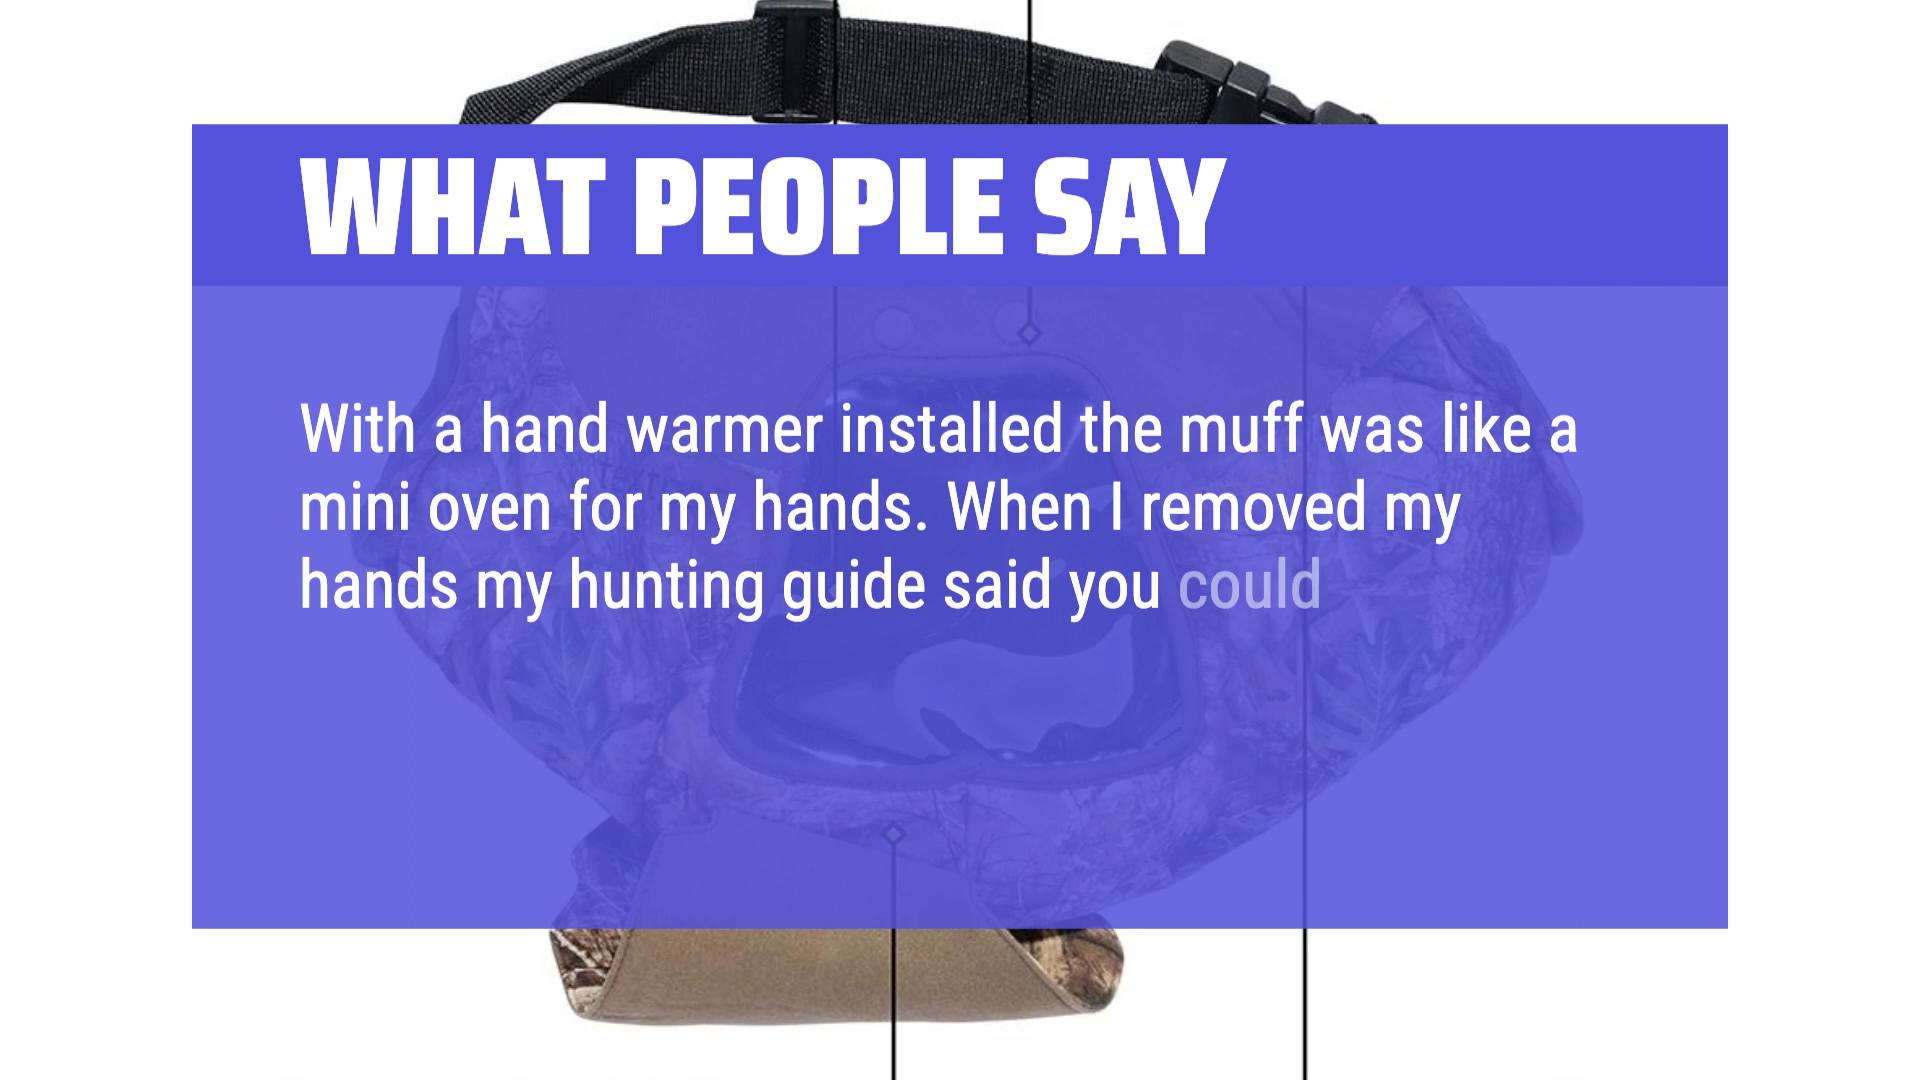 WHAT PEOPLE SAY
With a hand warmer installed the muff was like a
mini oven for my hands. When I removed my
hands my hunting guide said you could